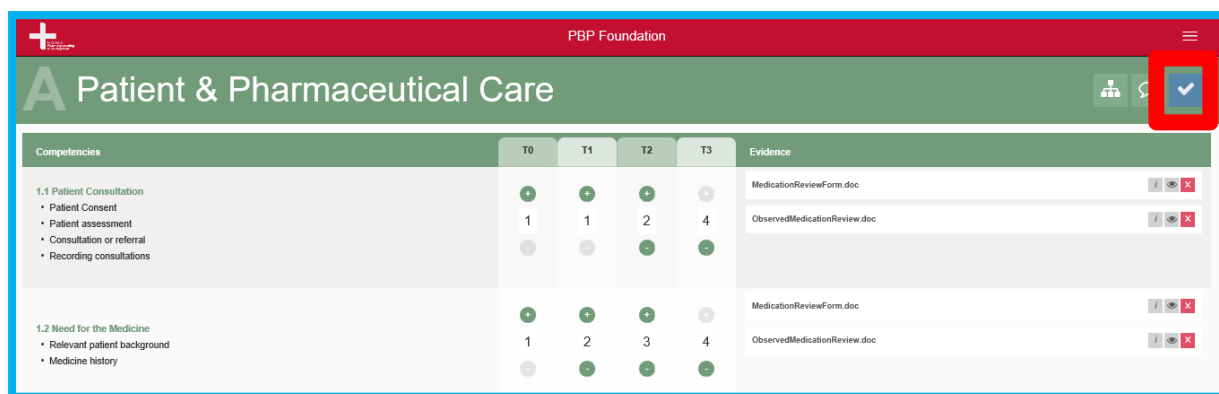 PBP Foundation
A Patient & Pharmaceutical Care
Competencies T0 T1 T2 T3 Evidence
1.1 Patient Consultation
• Patient Consent
• Patient assessment
• Consultation or referral
• Recording consultations
+ + + +
1 1 2 4
- - - -
MedicationReviewForm.doc i X
ObservedMedicationReview.doc i X
1.2 Need for the Medicine
• Relevant patient background
• Medicine history
+ + + +
1 2 3 4
- - - -
MedicationReviewForm.doc i X
ObservedMedicationReview.doc i X